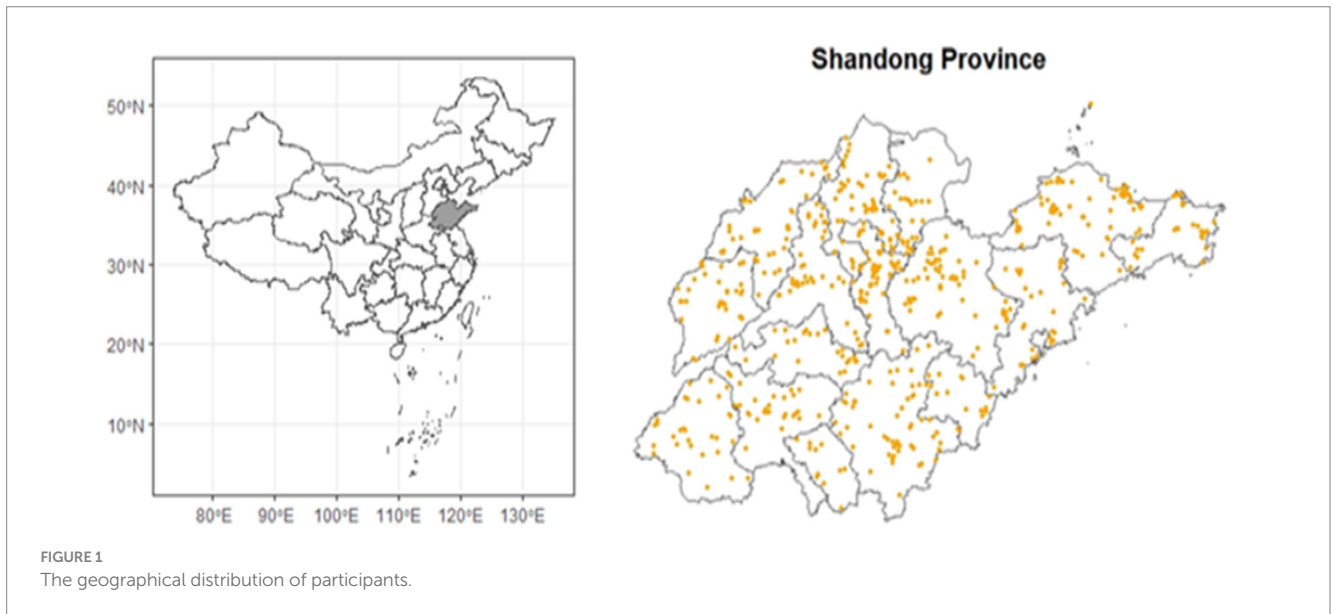 Shandong Province
50°N
40°N
30°N
20°N
10°N
80°E 90°E 100°E 110°E 120°E 130°E
FIGURE 1
The geographical distribution of participants.